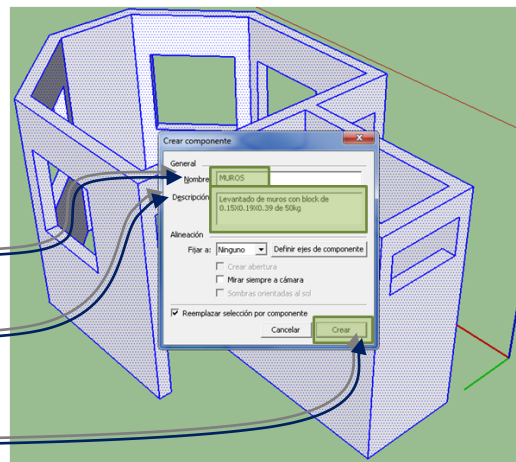 Crear componente
General
Nombre MUROS
Descripción Levantado de muros con block de
0.15X0.19X0.39 de 50kg
Alineación
Fijar a: Ninguno Definir ejes de componente
Crear abertura
Mirar siempre a cámara
Sombras orientadas al sol
Reemplazar selección por componente
Cancelar Crear